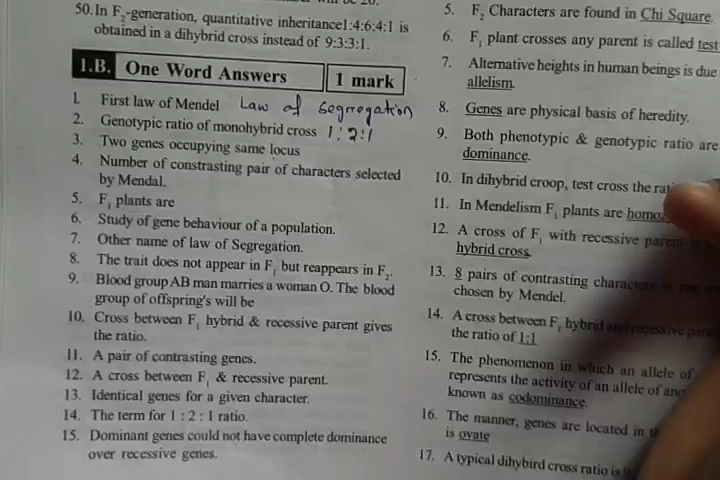 50. In F2-generation, quantitative inheritance1:4:6:4:1 is
obtained in a dihybrid cross instead of 9:3:3:1.
1.B. One Word Answers 1 mark
1. First law of Mendel Law of Segregation
2. Genotypic ratio of monohybrid cross 1:2:1
3. Two genes occupying same locus
4. Number of constrasting pair of characters selected
by Mendal.
5. F1 plants are
6. Study of gene behaviour of a population.
7. Other name of law of Segregation.
8. The trait does not appear in F1 but reappears in F2.
9. Blood group AB man marries a woman O. The blood
group of offspring's will be
10. Cross between F1 hybrid & recessive parent gives
the ratio.
11. A pair of contrasting genes.
12. A cross between F1 & recessive parent.
13. Identical genes for a given character.
14. The term for 1 : 2 : 1 ratio.
15. Dominant genes could not have complete dominance
over recessive genes.
5. F2 Characters are found in Chi Square.
6. F1 plant crosses any parent is called test
7. Alternative heights in human beings is due
allelism.
8. Genes are physical basis of heredity.
9. Both phenotypic & genotypic ratio are
dominance.
10. In dihybrid croop, test cross the
11. In Mendelism F1 plants are
12. A cross of F1 with recessive
hybrid cross.
13. 8 pairs of contrasting
chosen by Mendel.
14. A cross between F1 hybrid and recessive
the ratio of 1:1
15. The phenomenon in which an allele of
represents the activity of an allele of
known as codominance.
16. The manner, genes are located in
is ovate
17. A typical dihybird cross ratio is